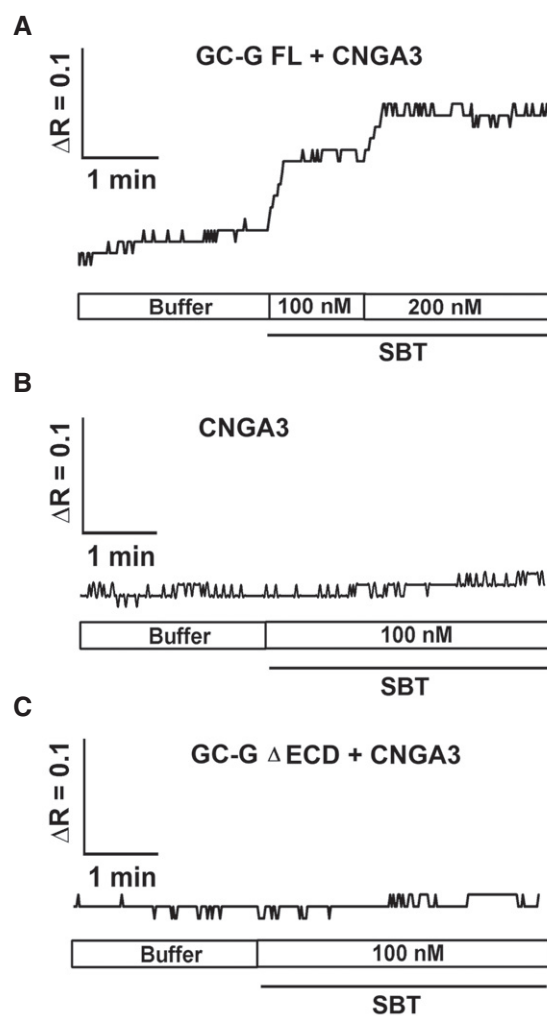 A
GC-G FL + CNGA3
ΔR = 0.1
1 min
Buffer 100 nM 200 nM
SBT
B
CNGA3
ΔR = 0.1
1 min
Buffer 100 nM
SBT
C
GC-G Δ ECD + CNGA3
ΔR = 0.1
1 min
Buffer 100 nM
SBT